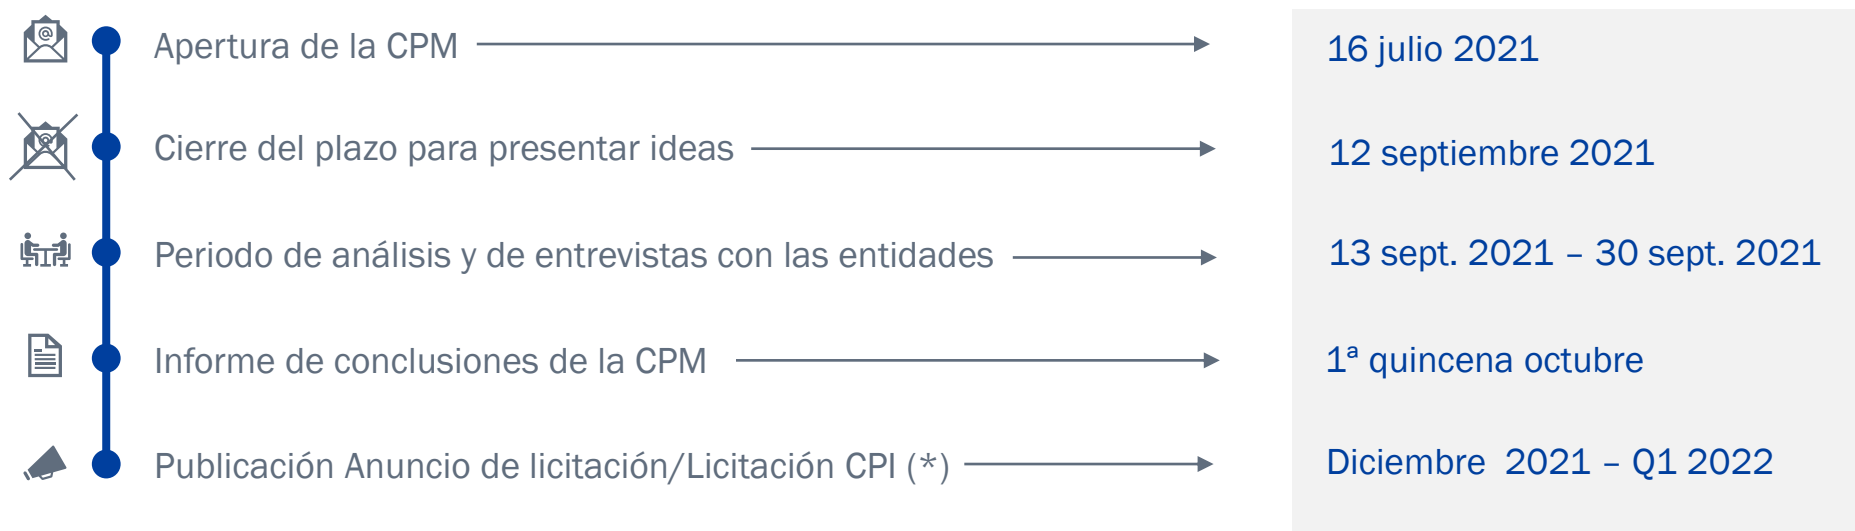 Apertura de la CPM
16 julio 2021
Cierre del plazo para presentar ideas
12 septiembre 2021
Periodo de análisis y de entrevistas con las entidades
13 sept. 2021 – 30 sept. 2021
Informe de conclusiones de la CPM
1ª quincena octubre
Publicación Anuncio de licitación/Licitación CPI (*)
Diciembre 2021 – Q1 2022